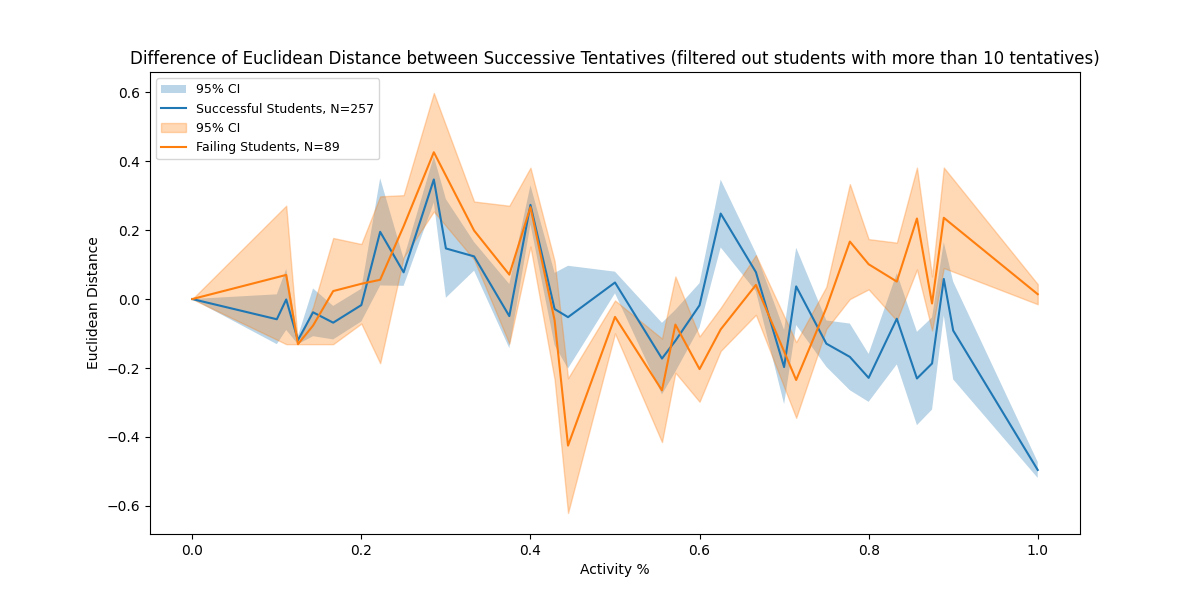 Difference of Euclidean Distance between Successive Tentatives (filtered out students with more than 10 tentatives)
95% CI
Successful Students, N=257
95% CI
Failing Students, N=89
Euclidean Distance
0.6
0.4
0.2
0.0
−0.2
−0.4
−0.6
0.0 0.2 0.4 0.6 0.8 1.0
Activity %